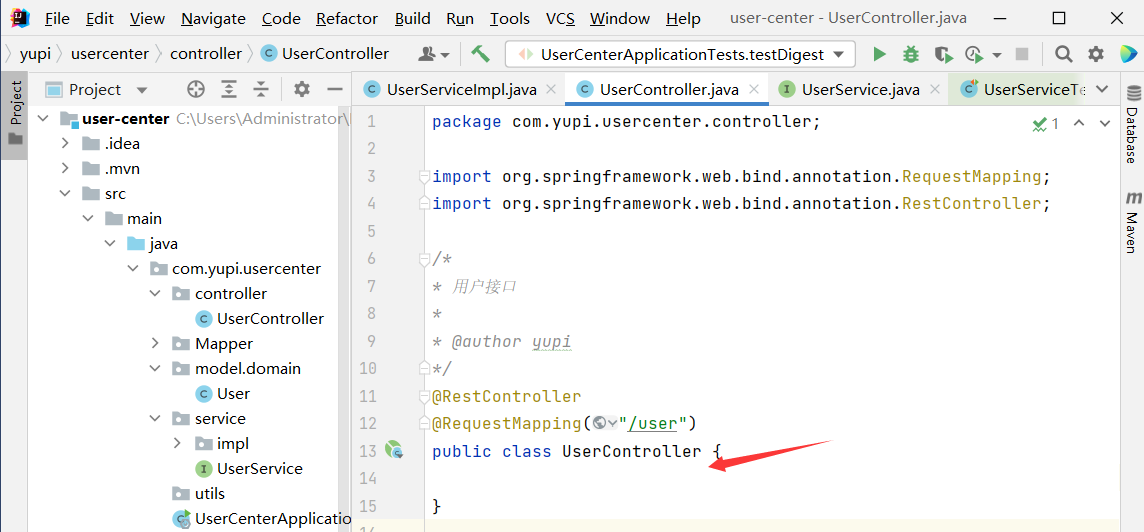 File Edit View Navigate Code Refactor Build Run Tools VCS Window Help user-center - UserController.java
yupi usercenter controller UserController UserCenterApplicationTests.testDigest
Project
Project
UserServiceImpl.java UserController.java UserService.java UserServiceTe
user-center C:\Users\Administrator\
.idea
.mvn
src
main
java
com.yupi.usercenter
controller
UserController
Mapper
model.domain
User
service
impl
UserService
utils
UserCenterApplicatio
1 package com.yupi.usercenter.controller;
2
3 import org.springframework.web.bind.annotation.RequestMapping;
4 import org.springframework.web.bind.annotation.RestController;
5
6 /*
7 * 用户接口
8 *
9 * @author yupi
10 */
11 @RestController
12 @RequestMapping("/user")
13 public class UserController {
14
15 }
1
Database
Maven